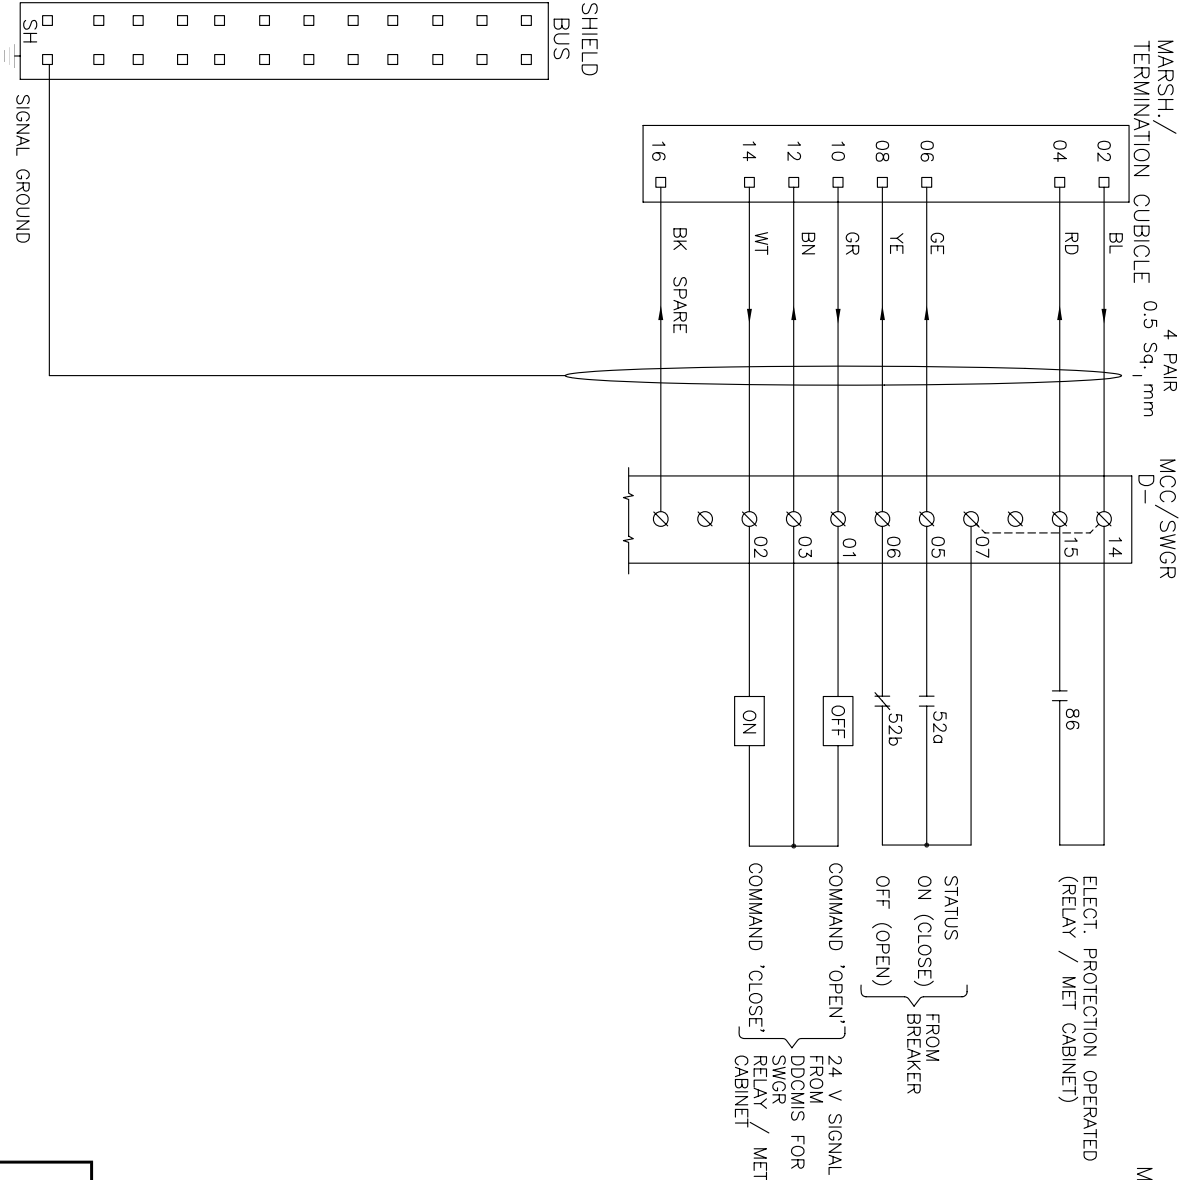 SHIELD
BUS
SH
SIGNAL GROUND
MARSH./
TERMINATION CUBICLE
02
04
06
08
10
12
14
16
BL
RD
GE
YE
GR
BN
WT
BK SPARE
4 PAIR
0.5 Sq. mm
MCC/SWGR
D–
14
15
07
05
06
01
03
02
86
52a
52b
OFF
ON
ELECT. PROTECTION OPERATED
(RELAY / MET CABINET)
STATUS
ON (CLOSE)
OFF (OPEN)
FROM
BREAKER
COMMAND 'OPEN'
COMMAND 'CLOSE'
24 V SIGNAL
FROM
DDCMIS FOR
SWGR
RELAY / MET
CABINET